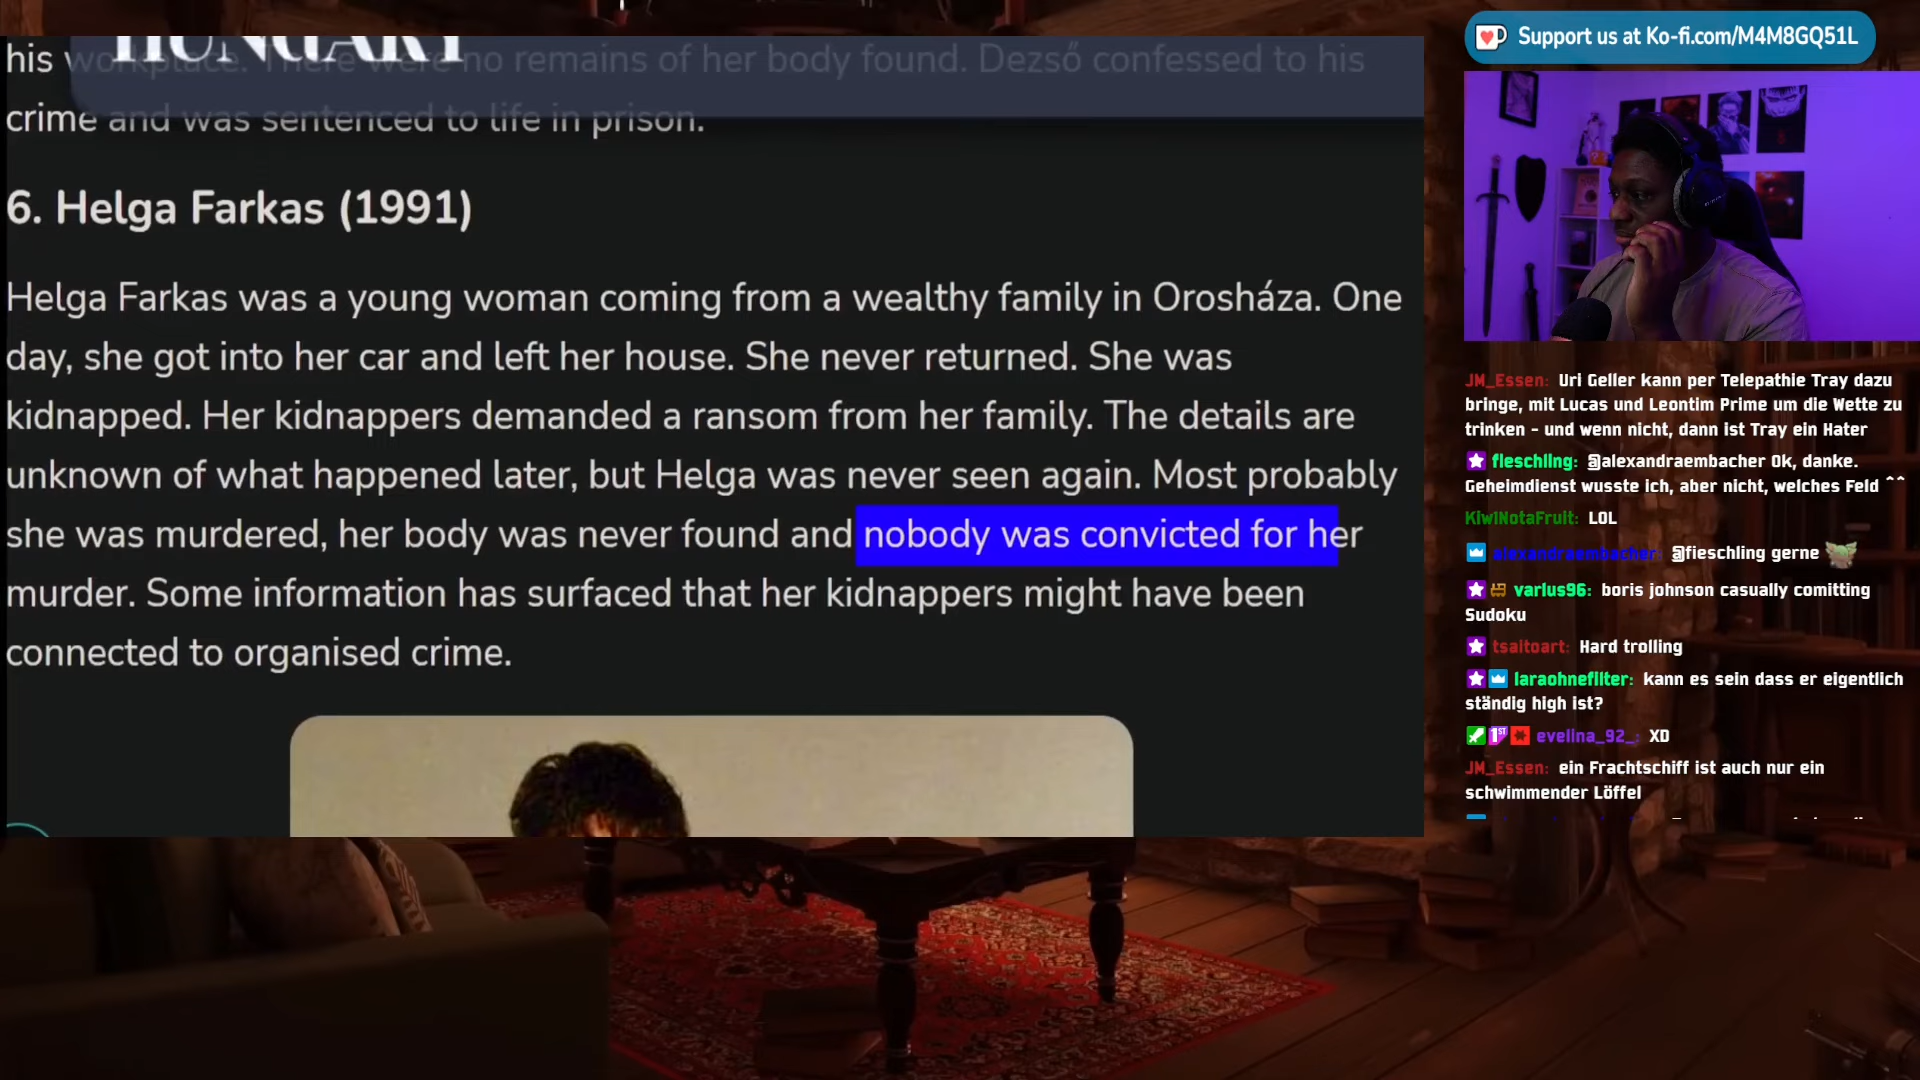 HUNGARY
his workplace. There were no remains of her body found. Dezső confessed to his
crime and was sentenced to life in prison.
6. Helga Farkas (1991)
Helga Farkas was a young woman coming from a wealthy family in Orosháza. One
day, she got into her car and left her house. She never returned. She was
kidnapped. Her kidnappers demanded a ransom from her family. The details are
unknown of what happened later, but Helga was never seen again. Most probably
she was murdered, her body was never found and nobody was convicted for her
murder. Some information has surfaced that her kidnappers might have been
connected to organised crime.
Support us at Ko-fi.com/M4M8GQ51L
JM_Essen: Uri Geller kann per Telepathie Tray dazu
bringe, mit Lucas und Leontim Prime um die Wette zu
trinken - und wenn nicht, dann ist Tray ein Hater
fieschling: @alexandraembacher Ok, danke.
Geheimdienst wusste ich, aber nicht, welches Feld ^^
KiwiNotaFruit: LOL
alexandraembacher: @fieschling gerne
varius96: boris johnson casually comitting
Sudoku
tsaitoart: Hard trolling
laraohnefilter: kann es sein dass er eigentlich
ständig high ist?
1ST evelina_92_: XD
JM_Essen: ein Frachtschiff ist auch nur ein
schwimmender Löffel